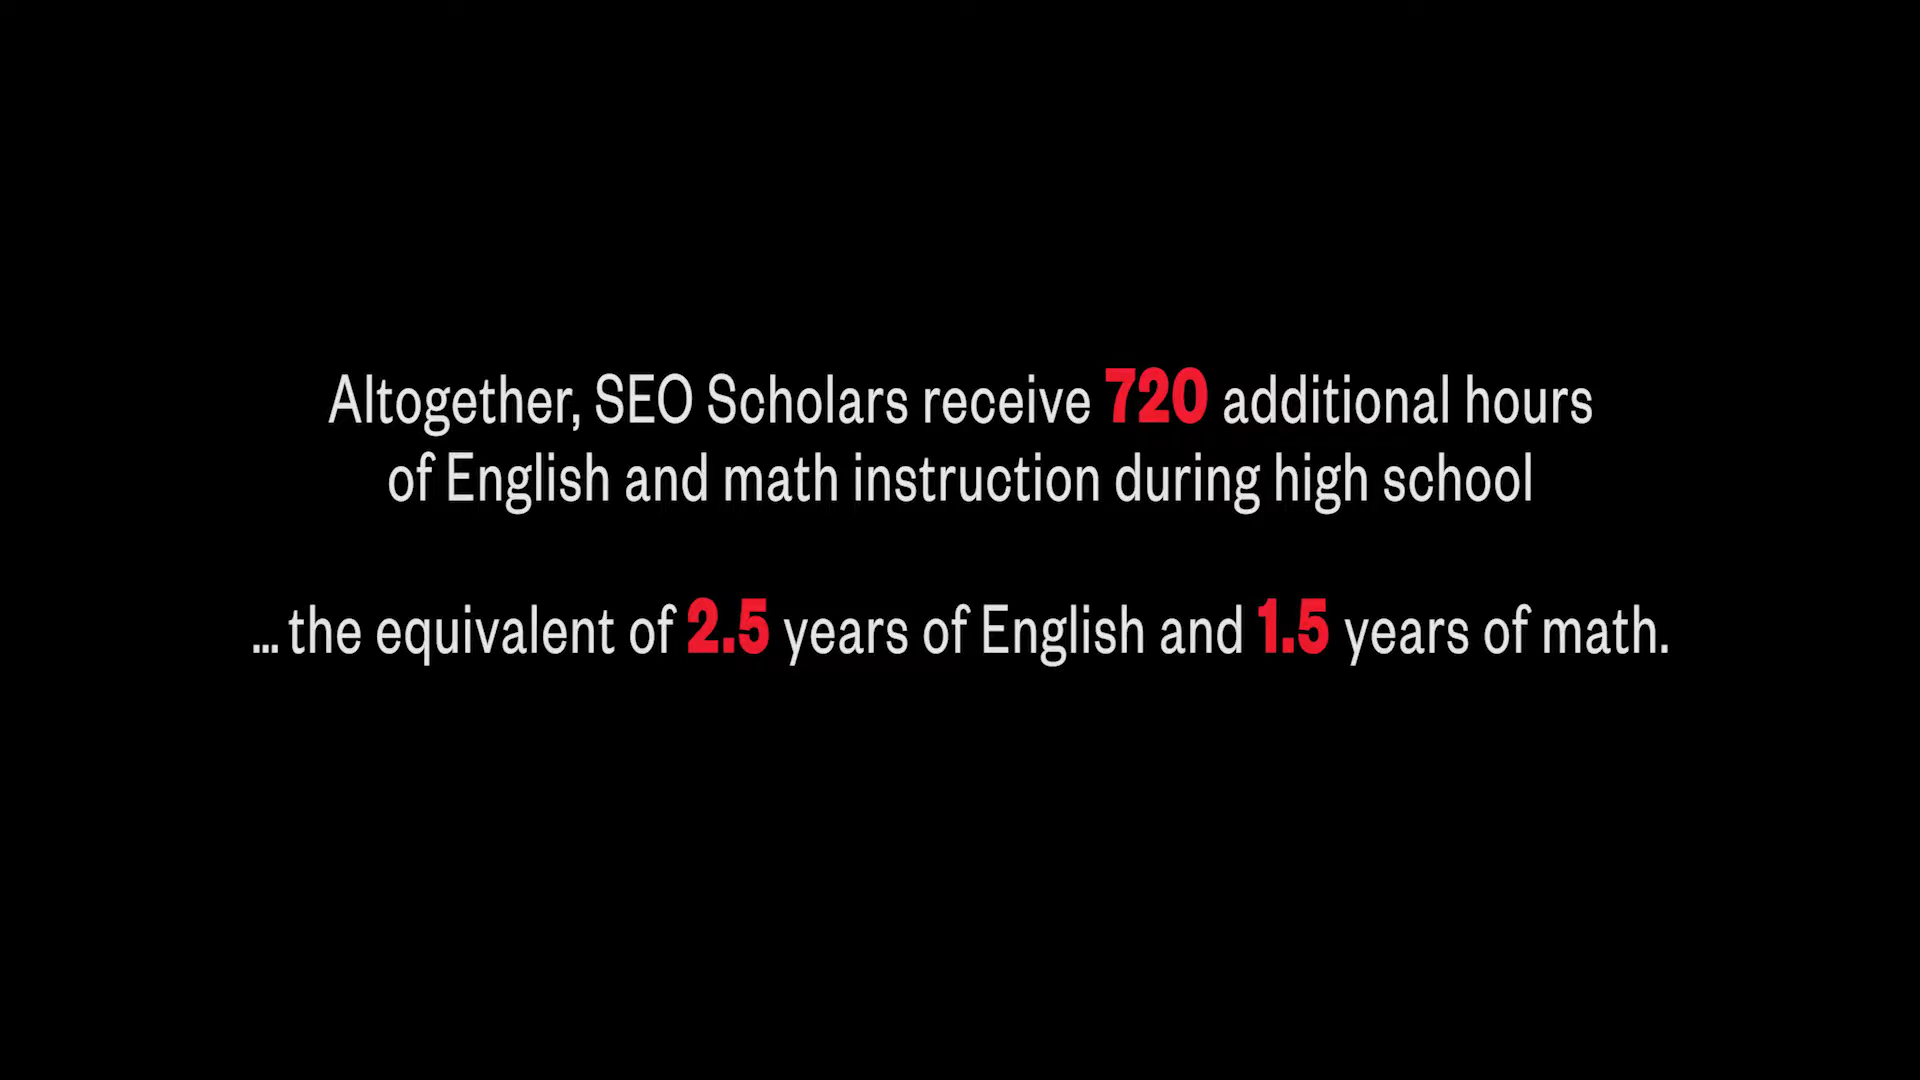 Altogether, SEO Scholars receive 720 additional hours
of English and math instruction during high school
... the equivalent of 2.5 years of English and 1.5 years of math.